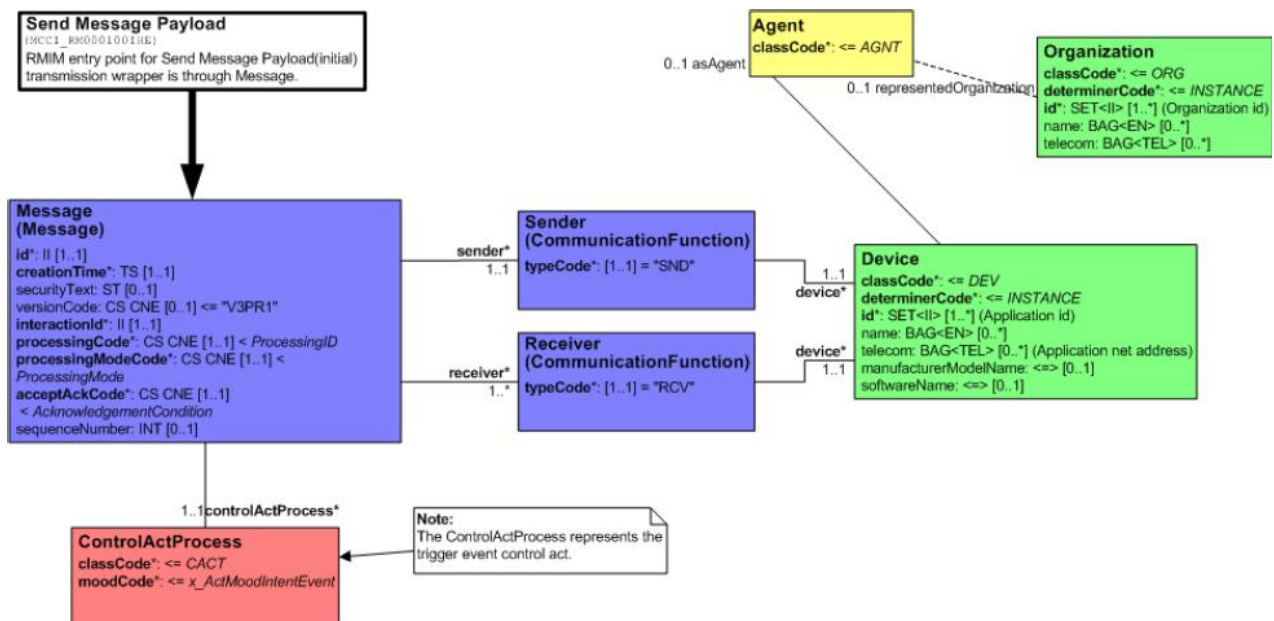 Send Message Payload
(MCCI_RM000100IHE)
RMIM entry point for Send Message Payload(initial)
transmission wrapper is through Message.
Agent
classCode*: <= AGNT
0..1 asAgent
0..1 representedOrganization
Organization
classCode*: <= ORG
determinerCode*: <= INSTANCE
id*: SET<II> [1..*] (Organization id)
name: BAG<EN> [0..*]
telecom: BAG<TEL> [0..*]
Message
(Message)
id*: II [1..1]
creationTime*: TS [1..1]
securityText: ST [0..1]
versionCode: CS CNE [0..1] <= "V3PR1"
interactionId*: II [1..1]
processingCode*: CS CNE [1..1] < ProcessingID
processingModeCode*: CS CNE [1..1] <
ProcessingMode
acceptAckCode*: CS CNE [1..1]
< AcknowledgementCondition
sequenceNumber: INT [0..1]
sender*
1..1
Sender
(CommunicationFunction)
typeCode*: [1..1] = "SND"
1..1
device*
receiver*
1..*
Receiver
(CommunicationFunction)
typeCode*: [1..1] = "RCV"
device*
1..1
Device
classCode*: <= DEV
determinerCode*: <= INSTANCE
id*: SET<II> [1..*] (Application id)
name: BAG<EN> [0..*]
telecom: BAG<TEL> [0..*] (Application net address)
manufacturerModelName: <=> [0..1]
softwareName: <=> [0..1]
1..1 controlActProcess*
ControlActProcess
classCode*: <= CACT
moodCode*: <= x_ActMoodIntentEvent
Note:
The ControlActProcess represents the
trigger event control act.